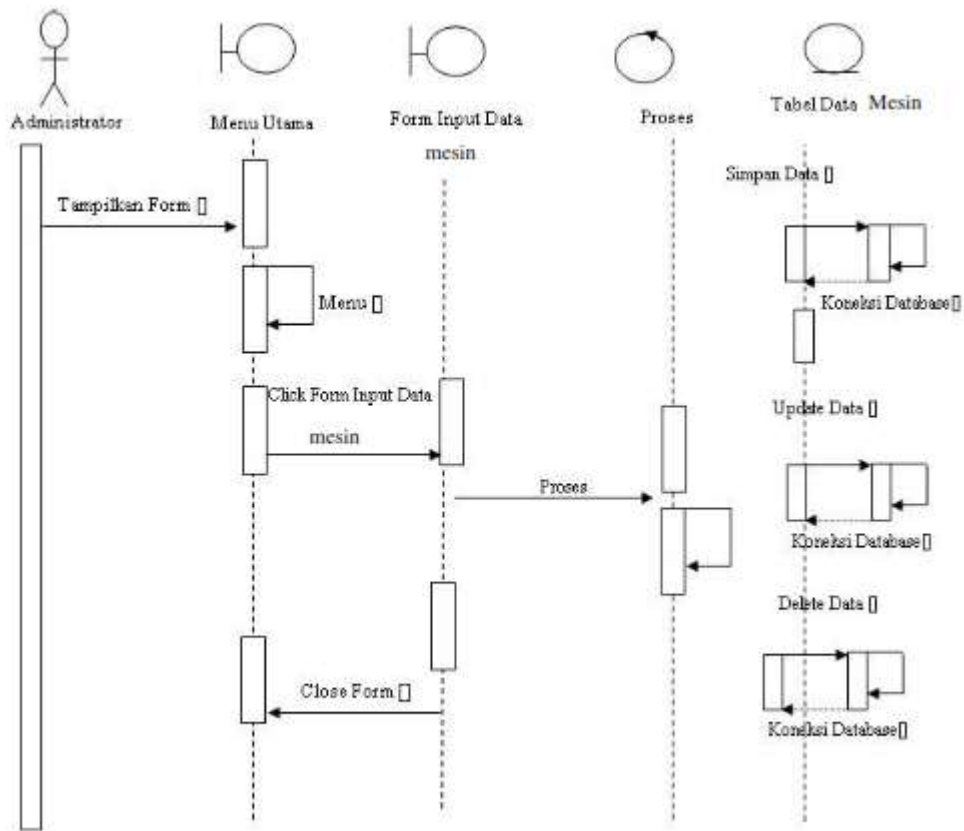 Administrator
Menu Utama
Form Input Data
mesin
Proses
Tabel Data Mesin
Simpan Data []
Tampilkan Form []
Koneksi Database[]
Menu []
Click Form Input Data
mesin
Update Data []
Proses
Koneksi Database[]
Delete Data []
Close Form []
Koneksi Database[]